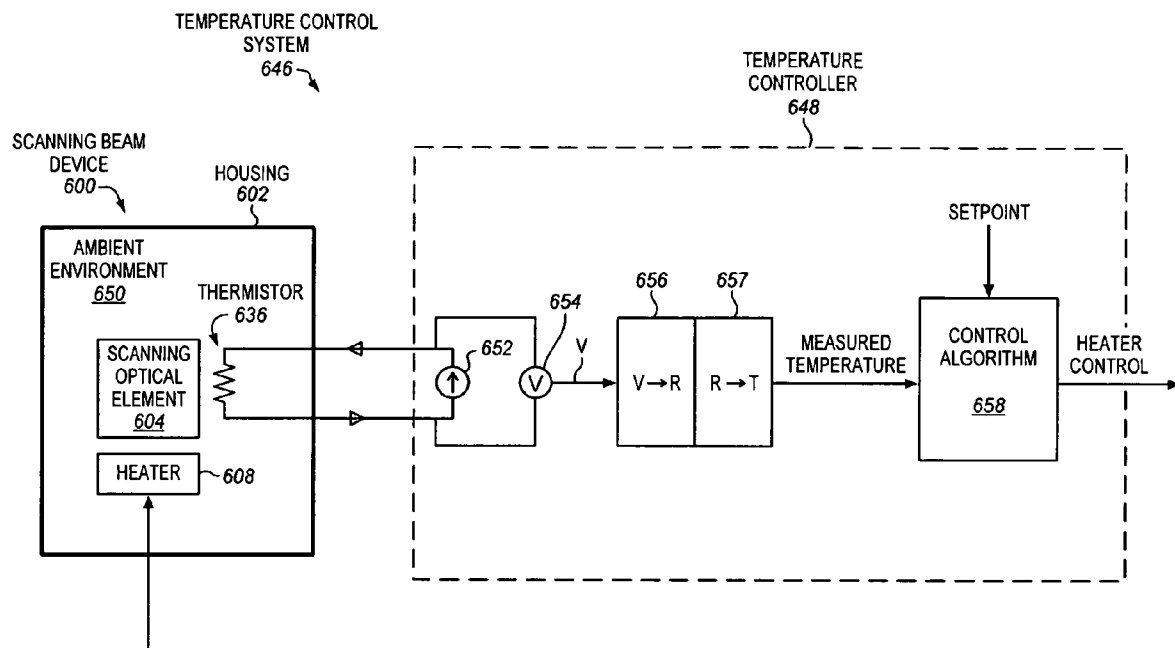 TEMPERATURE CONTROL
SYSTEM
646
TEMPERATURE
CONTROLLER
648
SCANNING BEAM
DEVICE
600
HOUSING
602
AMBIENT
ENVIRONMENT
650
THERMISTOR
636
SCANNING
OPTICAL
ELEMENT
604
HEATER
608
652
654
V
V
656
657
V→R
R→T
MEASURED
TEMPERATURE
SETPOINT
CONTROL
ALGORITHM
658
HEATER
CONTROL